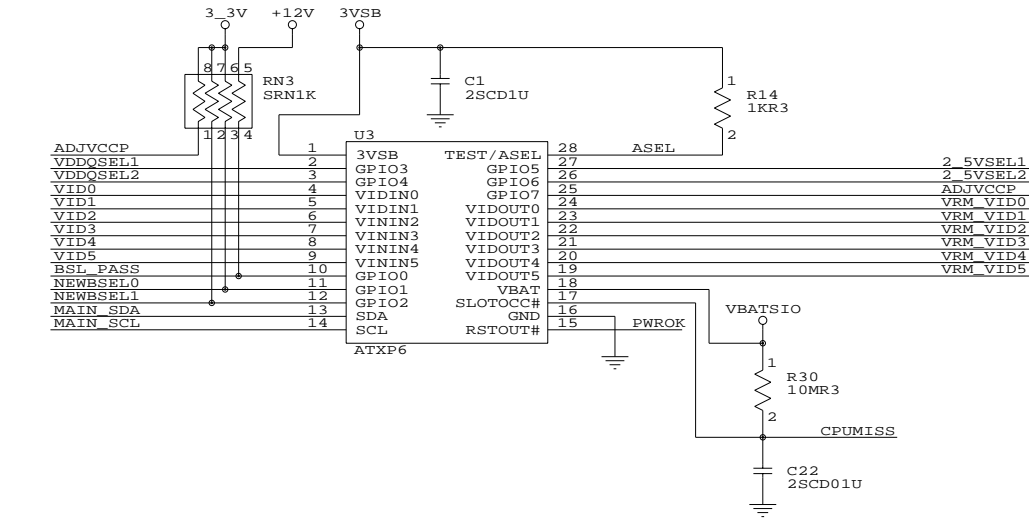 3_3V +12V 3VSB
8 7 6 5
RN3
SRN1K
1 2 3 4
C1
2SCD1U
1
R14
1KR3
2
U3
ADJVCCP 1 3VSB TEST/ASEL 28 ASEL
VDDQSEL1 2 GPIO3 GPIO5 27 2_5VSEL1
VDDQSEL2 3 GPIO4 GPIO6 26 2_5VSEL2
VID0 4 VIDIN0 GPIO7 25 ADJVCCP
VID1 5 VIDIN1 VIDOUT0 24 VRM_VID0
VID2 6 VININ2 VIDOUT1 23 VRM_VID1
VID3 7 VININ3 VIDOUT2 22 VRM_VID2
VID4 8 VININ4 VIDOUT3 21 VRM_VID3
VID5 9 VININ5 VIDOUT4 20 VRM_VID4
BSL_PASS 10 GPIO0 VIDOUT5 19 VRM_VID5
NEWBSEL0 11 GPIO1 VBAT 18
NEWBSEL1 12 GPIO2 SLOTOCC# 17
MAIN_SDA 13 SDA GND 16
MAIN_SCL 14 SCL RSTOUT# 15 PWROK
ATXP6
VBATSIO
1
R30
10MR3
2
CPUMISS
C22
2SCD01U